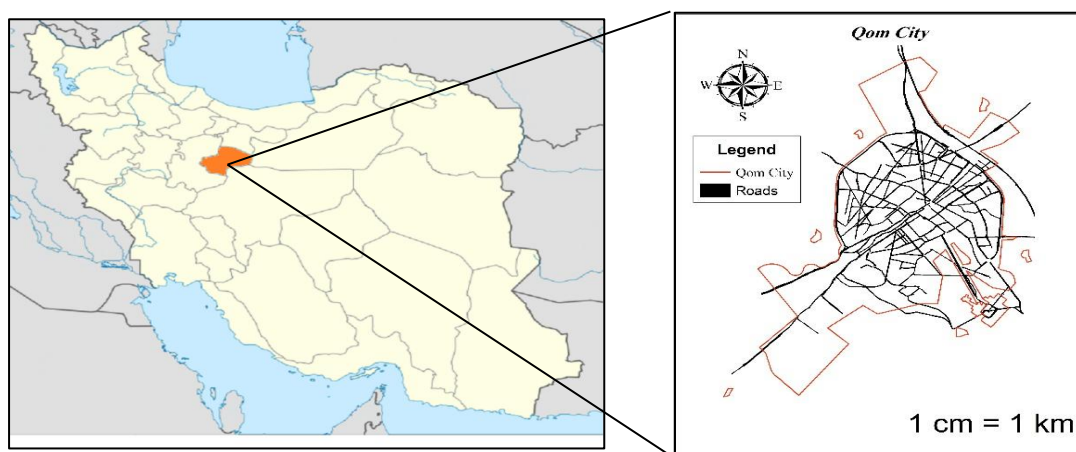 Qom City
N
W E
S
Legend
Qom City
Roads
1 cm = 1 km